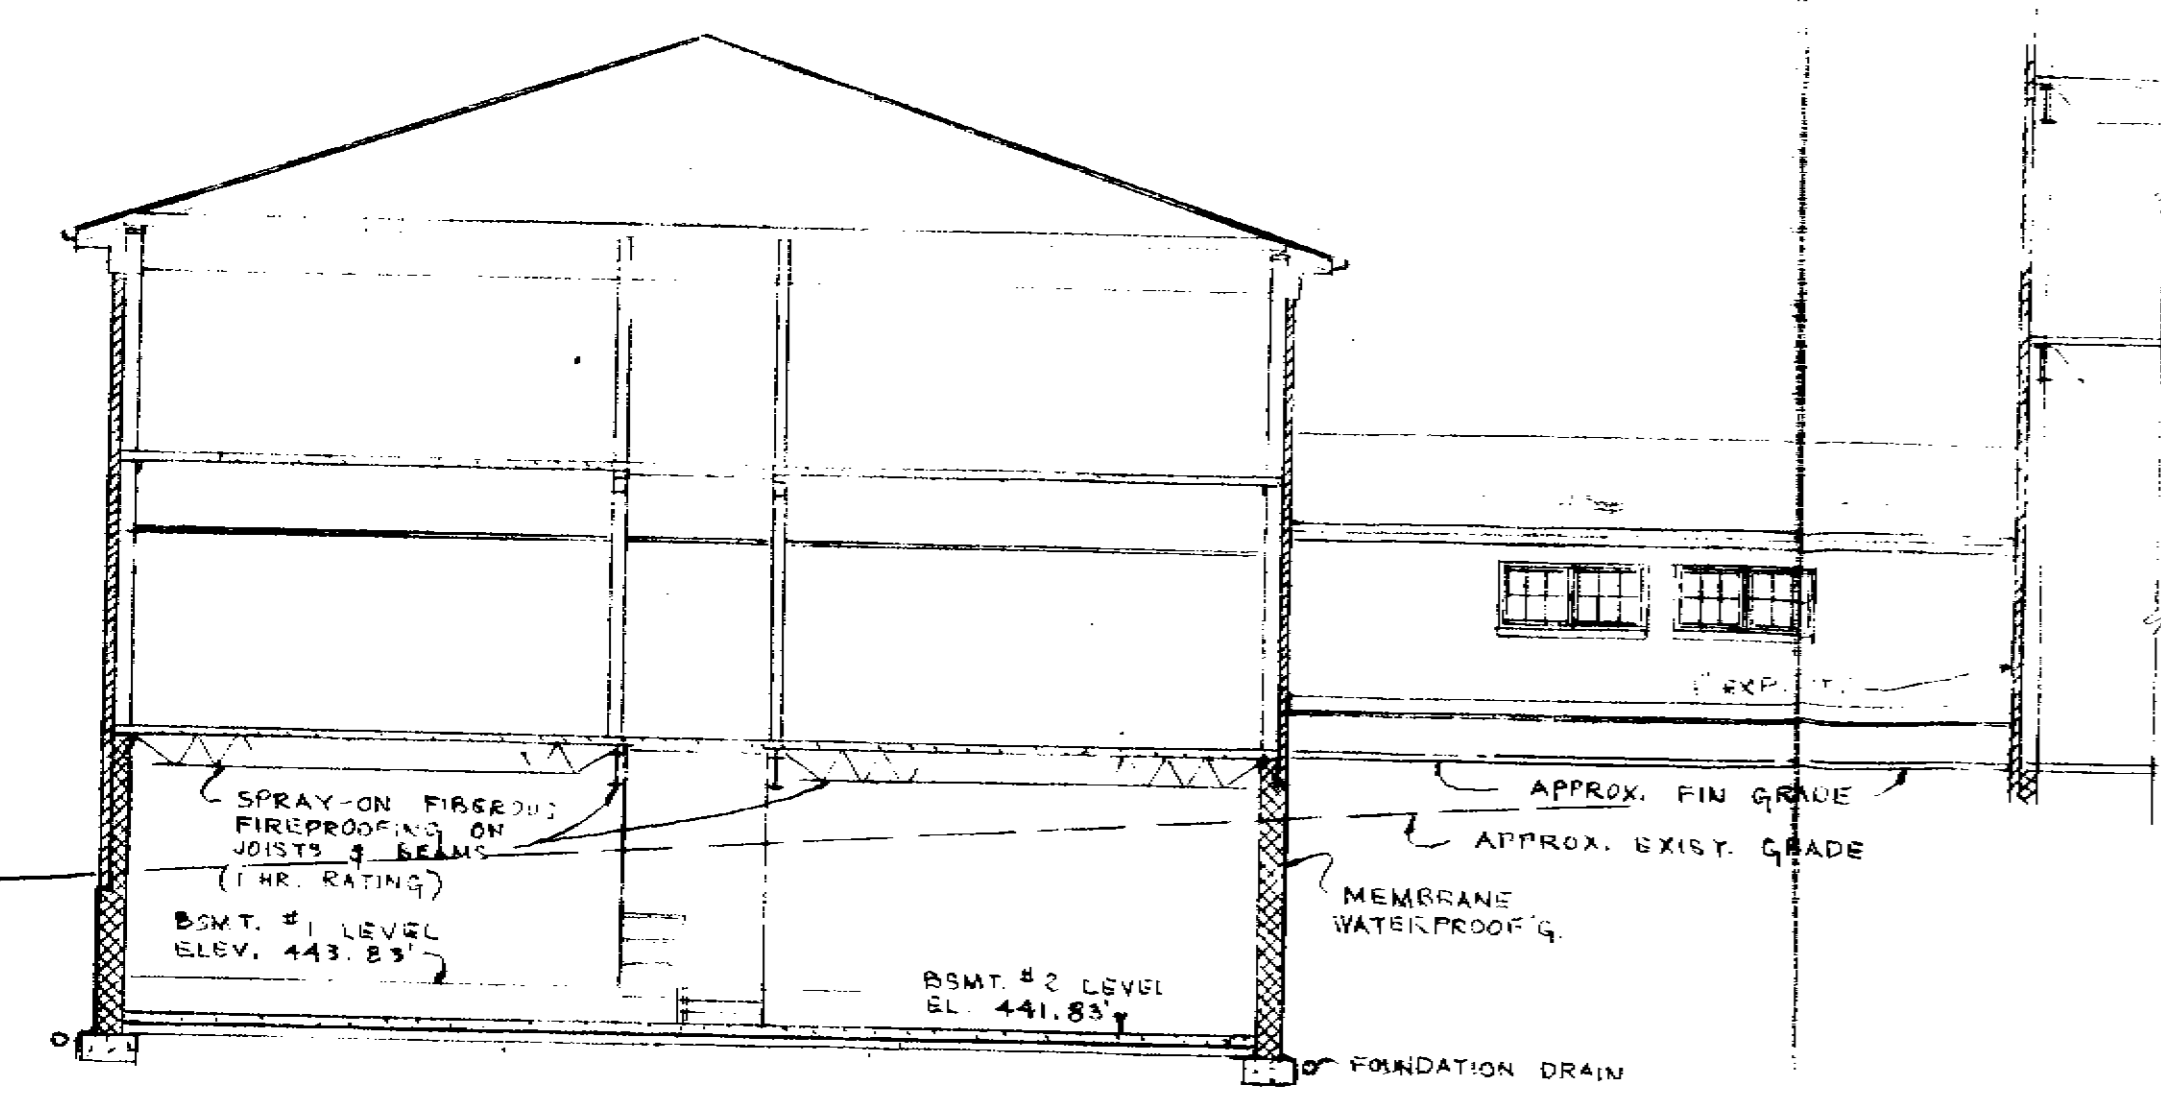 SPRAY-ON FIBEROUS
FIREPROOFING ON
JOISTS & BEAMS
(1 HR. RATING)
BSMT. #1 LEVEL
ELEV. 443.83'
BSMT. #2 LEVEL
EL. 441.83'
APPROX. FIN GRADE
APPROX. EXIST. GRADE
MEMBRANE
WATERPROOF'G.
FOUNDATION DRAIN